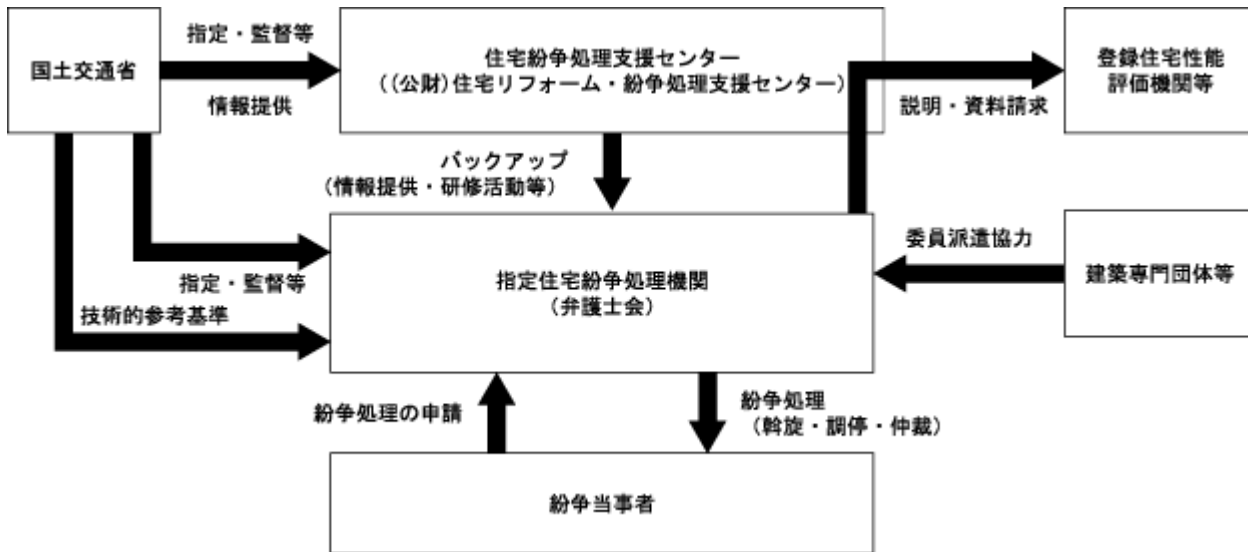 国土交通省
指定・監督等
情報提供
住宅紛争処理支援センター
((公財)住宅リフォーム・紛争処理支援センター)
登録住宅性能
評価機関等
説明・資料請求
バックアップ
(情報提供・研修活動等)
指定・監督等
技術的参考基準
指定住宅紛争処理機関
(弁護士会)
委員派遣協力
建築専門団体等
紛争処理の申請
紛争処理
(斡旋・調停・仲裁)
紛争当事者